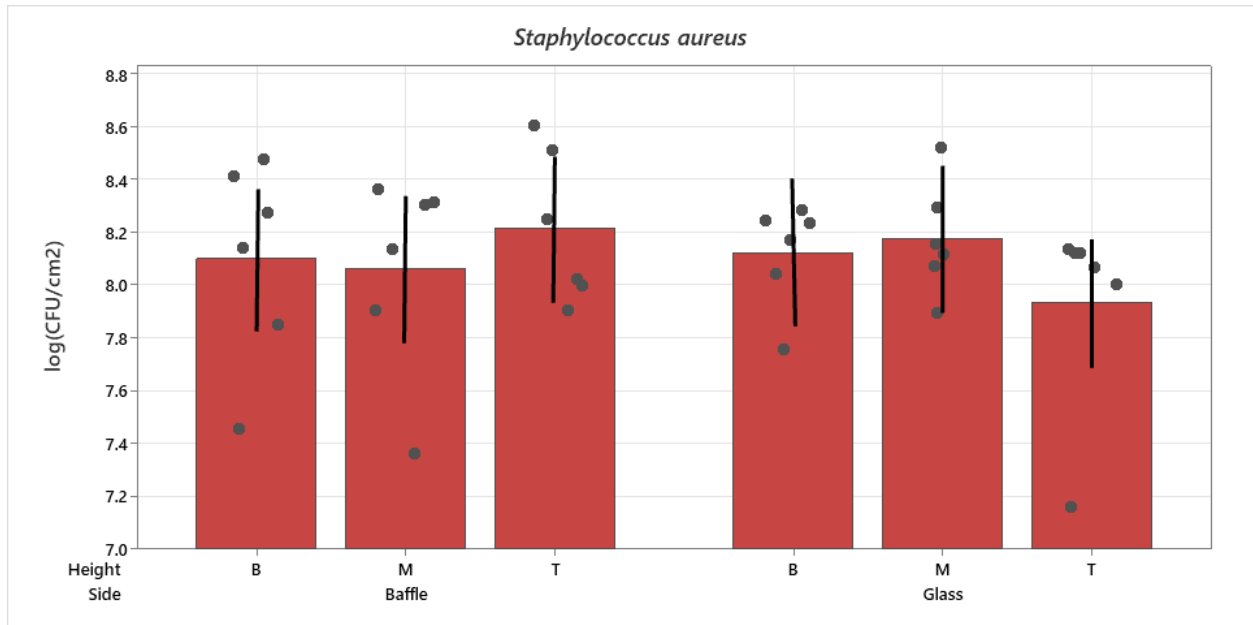 Staphylococcus aureus
log(CFU/cm2)
8.8
8.6
8.4
8.2
8.0
7.8
7.6
7.4
7.2
7.0
Height B M T B M T
Side Baffle Glass